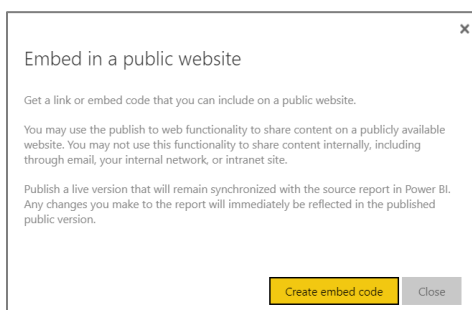 Embed in a public website
Get a link or embed code that you can include on a public website.
You may use the publish to web functionality to share content on a publicly available
website. You may not use this functionality to share content internally, including
through email, your internal network, or intranet site.
Publish a live version that will remain synchronized with the source report in Power BI.
Any changes you make to the report will immediately be reflected in the published
public version.
Create embed code Close